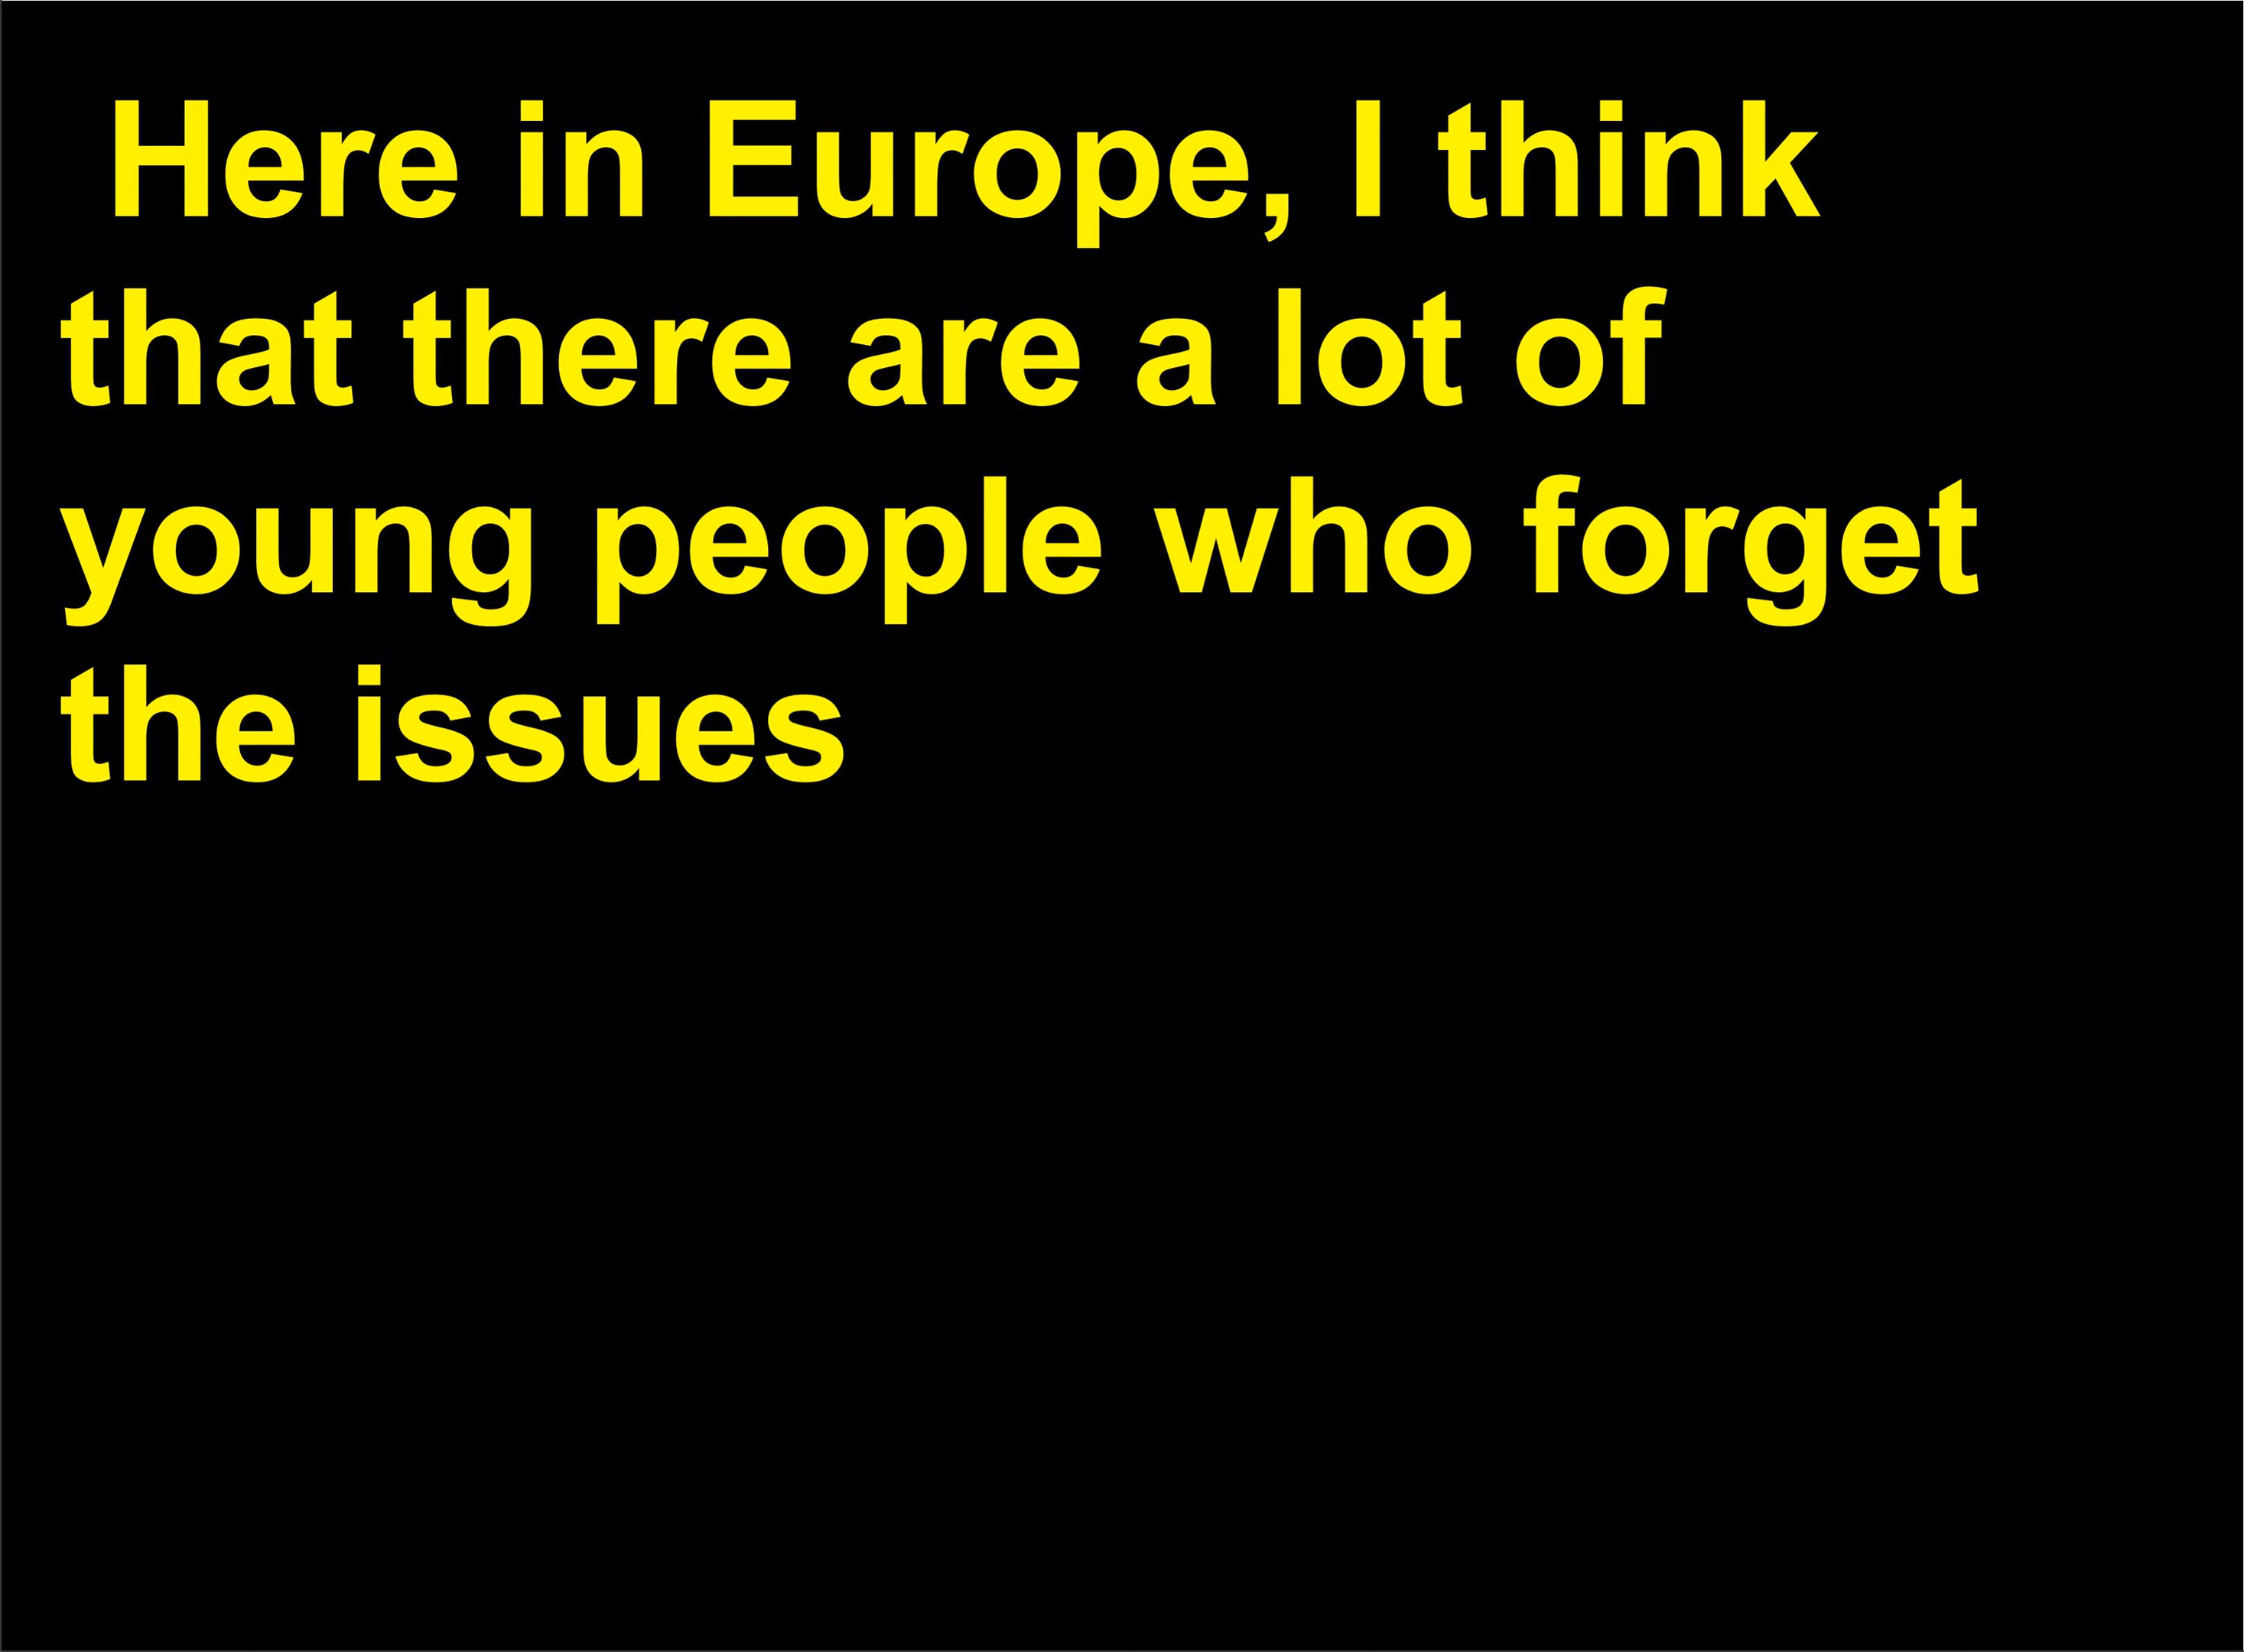 Here in Europe, I think
that there are a lot of
young people who forget
the issues